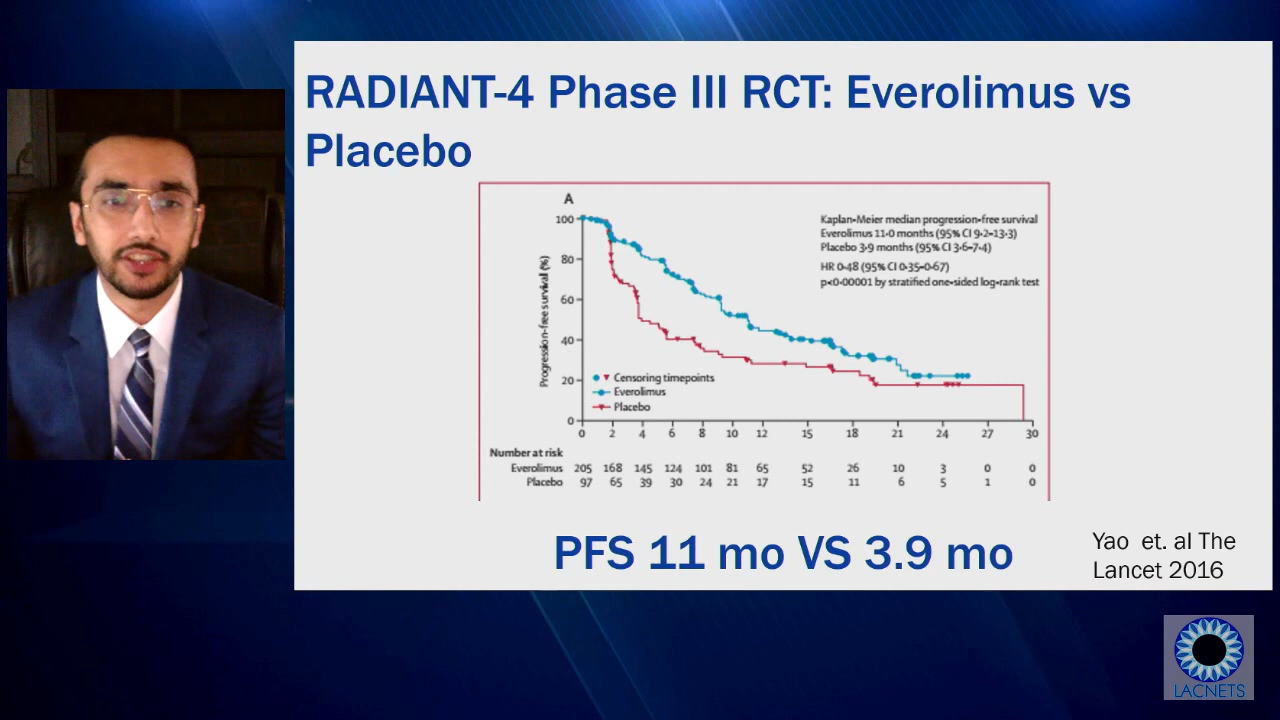 RADIANT-4 Phase III RCT: Everolimus vs
Placebo
A
Kaplan-Meier median progression-free survival
Everolimus 11·0 months (95% CI 9·2–13·3)
Placebo 3·9 months (95% CI 3·6–7·4)
HR 0·48 (95% CI 0·35–0·67)
p<0·00001 by stratified one-sided log-rank test
Progression-free survival (%)
100
80
60
40
20
0
Censoring timepoints
Everolimus
Placebo
0 2 4 6 8 10 12 15 18 21 24 27 30
Number at risk
Everolimus 205 168 145 124 101 81 65 52 26 10 3 0 0
Placebo 97 65 39 30 24 21 17 15 11 6 5 1 0
PFS 11 mo VS 3.9 mo
Yao et. al The
Lancet 2016
LACNETS